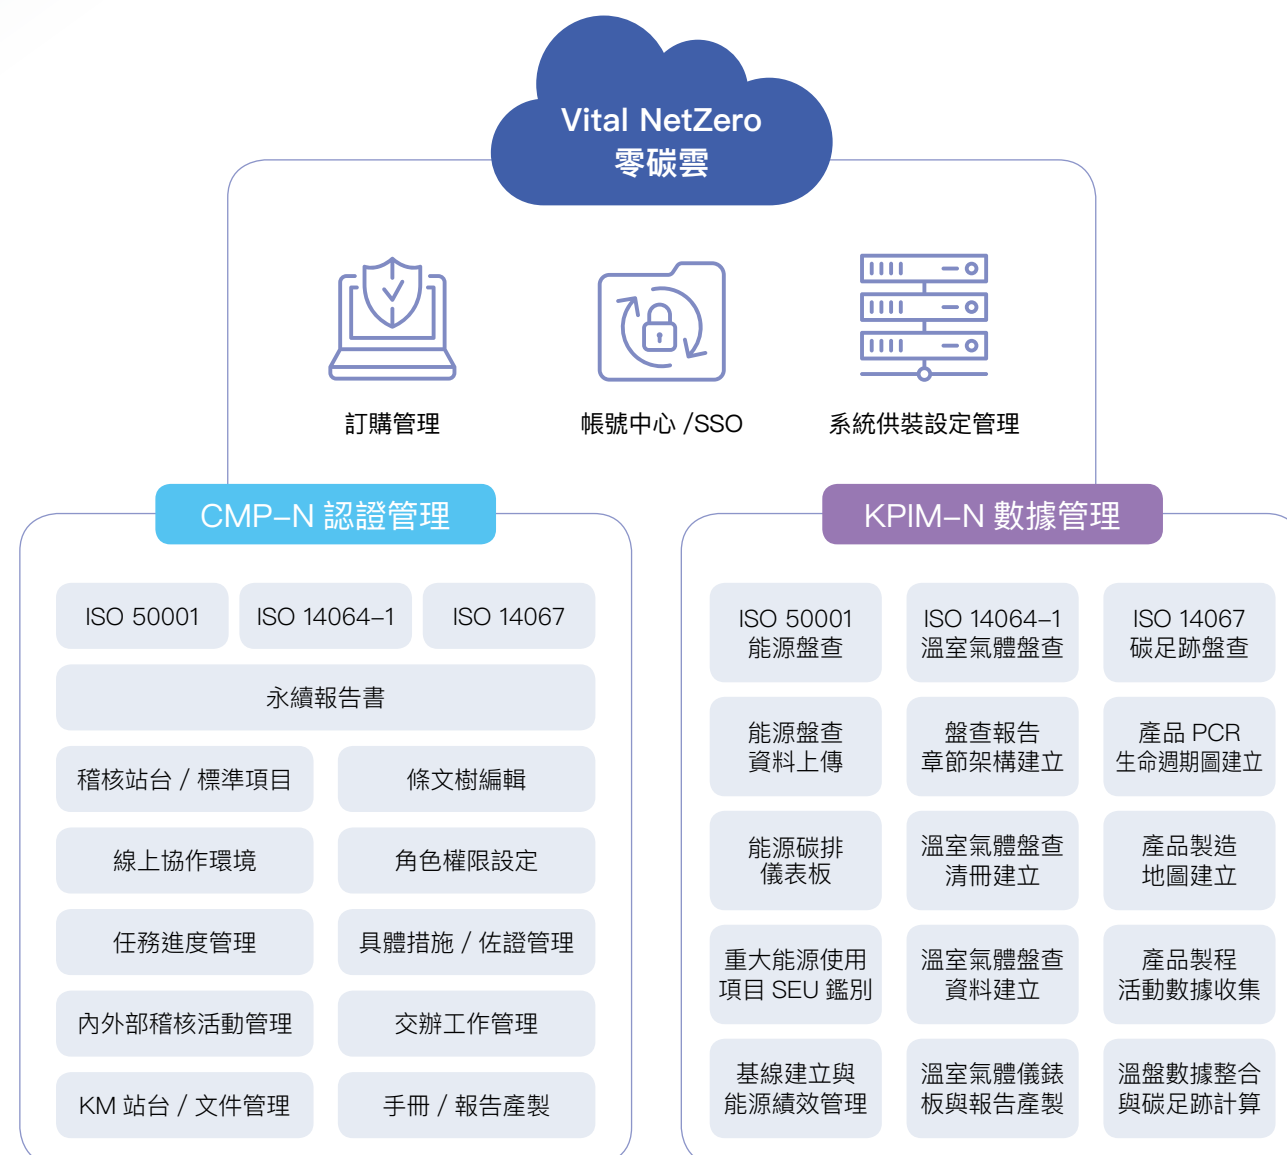 Vital NetZero
零碳雲
訂購管理
帳號中心 /SSO
系統供裝設定管理
CMP–N 認證管理
ISO 50001
ISO 14064–1
ISO 14067
永續報告書
稽核站台 / 標準項目
條文樹編輯
線上協作環境
角色權限設定
任務進度管理
具體措施 / 佐證管理
內外部稽核活動管理
交辦工作管理
KM 站台 / 文件管理
手冊 / 報告產製
KPIM–N 數據管理
ISO 50001
能源盤查
ISO 14064–1
溫室氣體盤查
ISO 14067
碳足跡盤查
能源盤查
資料上傳
盤查報告
章節架構建立
產品 PCR
生命週期圖建立
能源碳排
儀表板
溫室氣體盤查
清冊建立
產品製造
地圖建立
重大能源使用
項目 SEU 鑑別
溫室氣體盤查
資料建立
產品製程
活動數據收集
基線建立與
能源績效管理
溫室氣體儀錶
板與報告產製
溫盤數據整合
與碳足跡計算